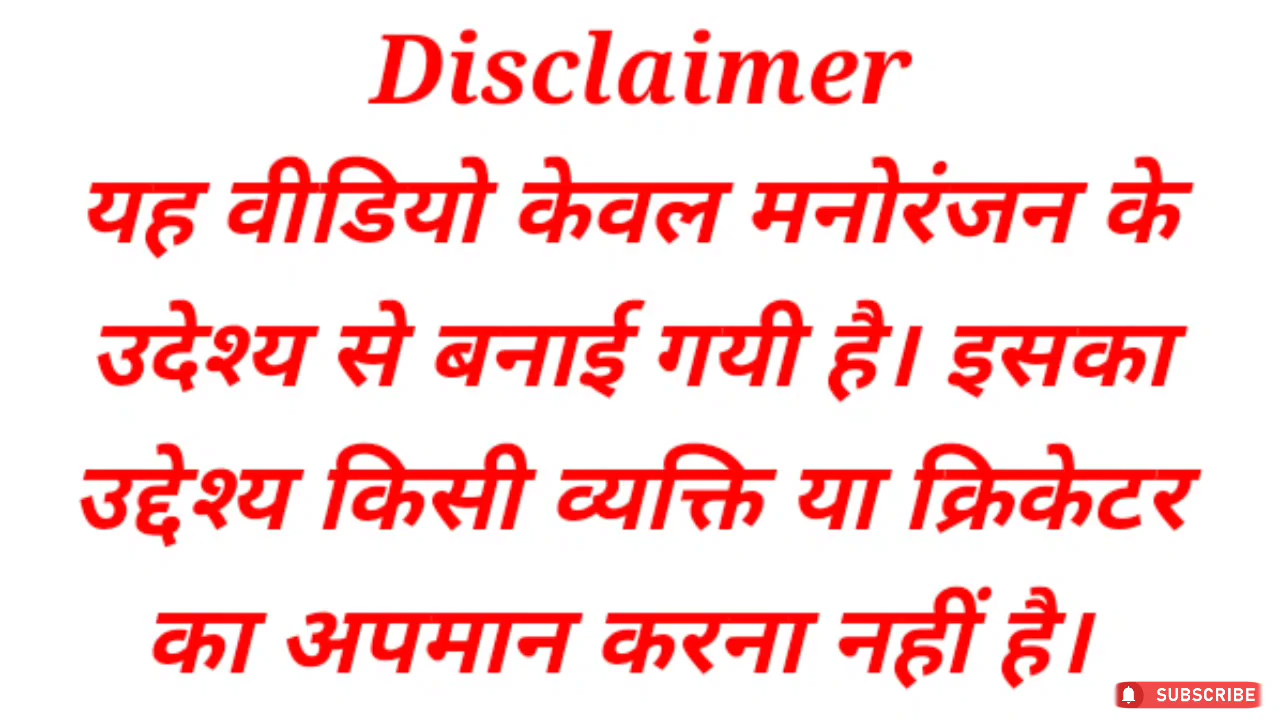 Disclaimer
यह वीडियो केवल मनोरंजन के
उदेश्य से बनाई गयी है। इसका
उद्देश्य किसी व्यक्ति या क्रिकेटर
का अपमान करना नहीं है।
SUBSCRIBE